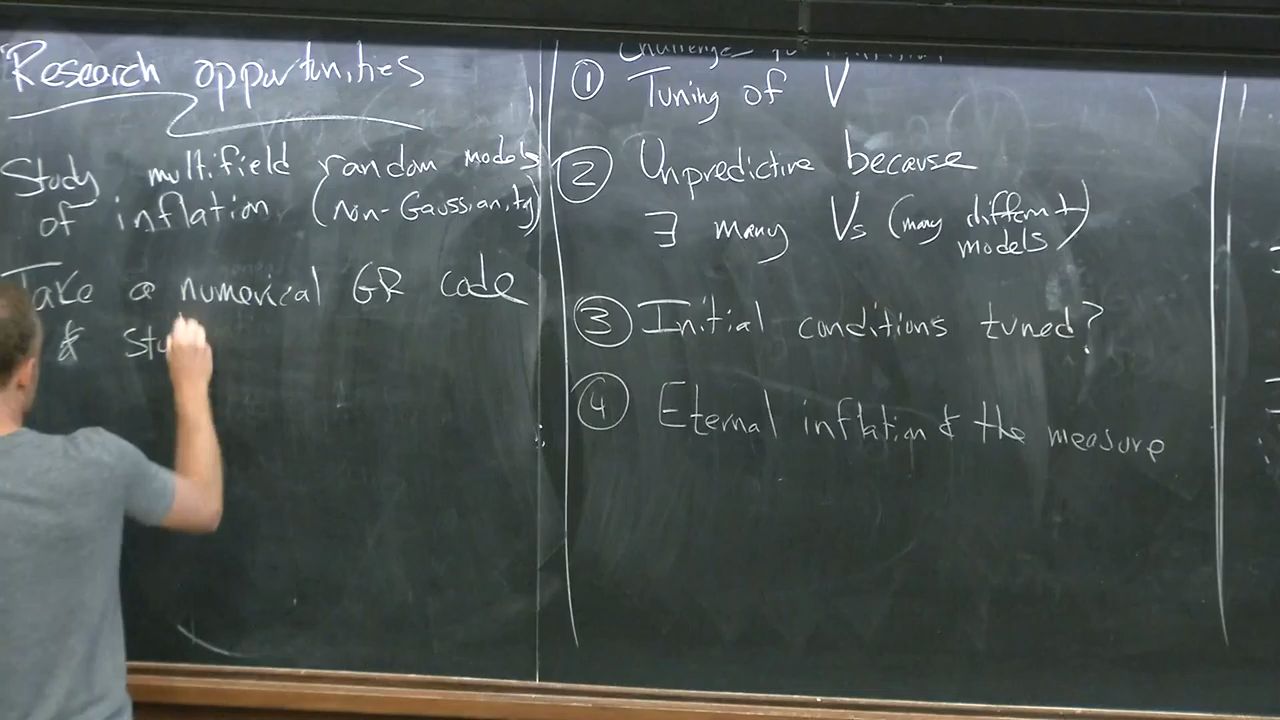 Research opportunities
Study multifield random models
of inflation (non-Gaussianity)
Take a numerical GR code
& Stu
① Tuning of V
② Unpredictive because
∃ many Vs (many different
models)
③ Initial conditions tuned?
④ Eternal inflation & the measure